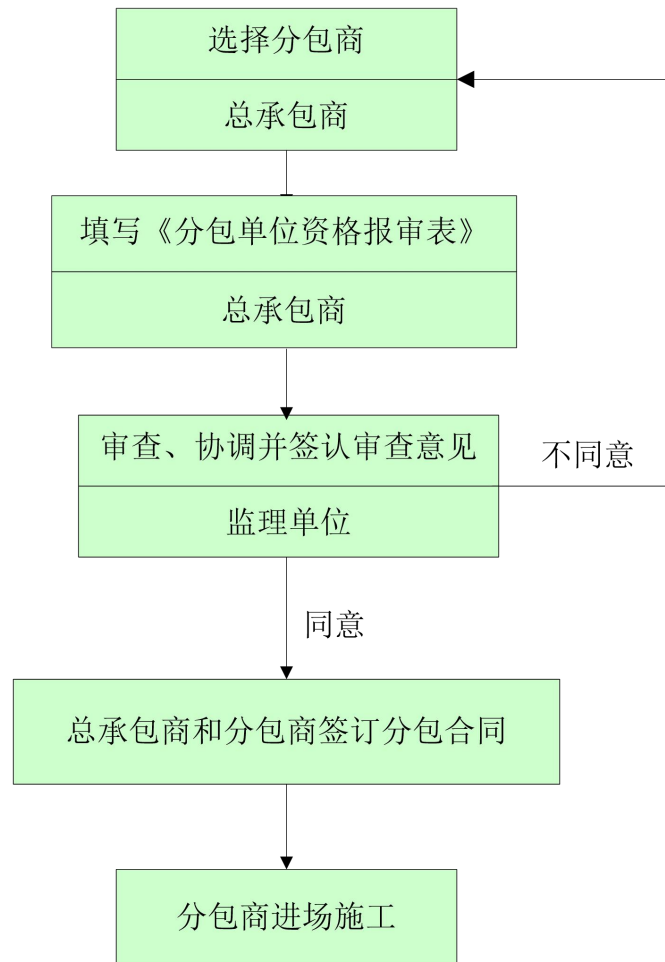 选择分包商
总承包商
填写《分包单位资格报审表》
总承包商
审查、协调并签认审查意见
不同意
监理单位
同意
总承包商和分包商签订分包合同
分包商进场施工